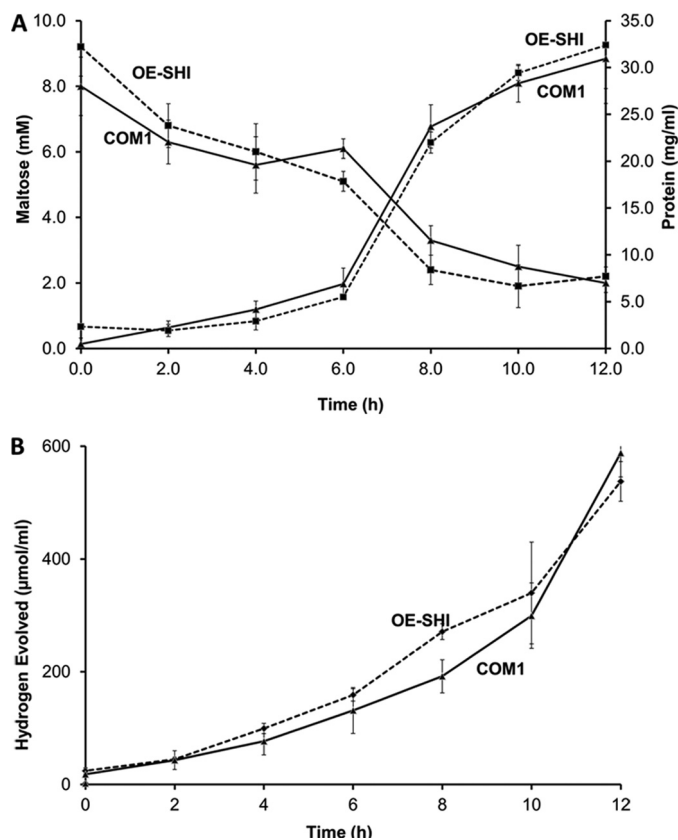 A
10.0
8.0
6.0
4.0
2.0
0.0
Maltose (mM)
35.0
30.0
25.0
20.0
15.0
10.0
5.0
0.0
Protein (mg/ml)
OE-SHI
COM1
OE-SHI
COM1
0.0 2.0 4.0 6.0 8.0 10.0 12.0
Time (h)
B
600
400
200
0
Hydrogen Evolved (µmol/ml)
OE-SHI
COM1
0 2 4 6 8 10 12
Time (h)